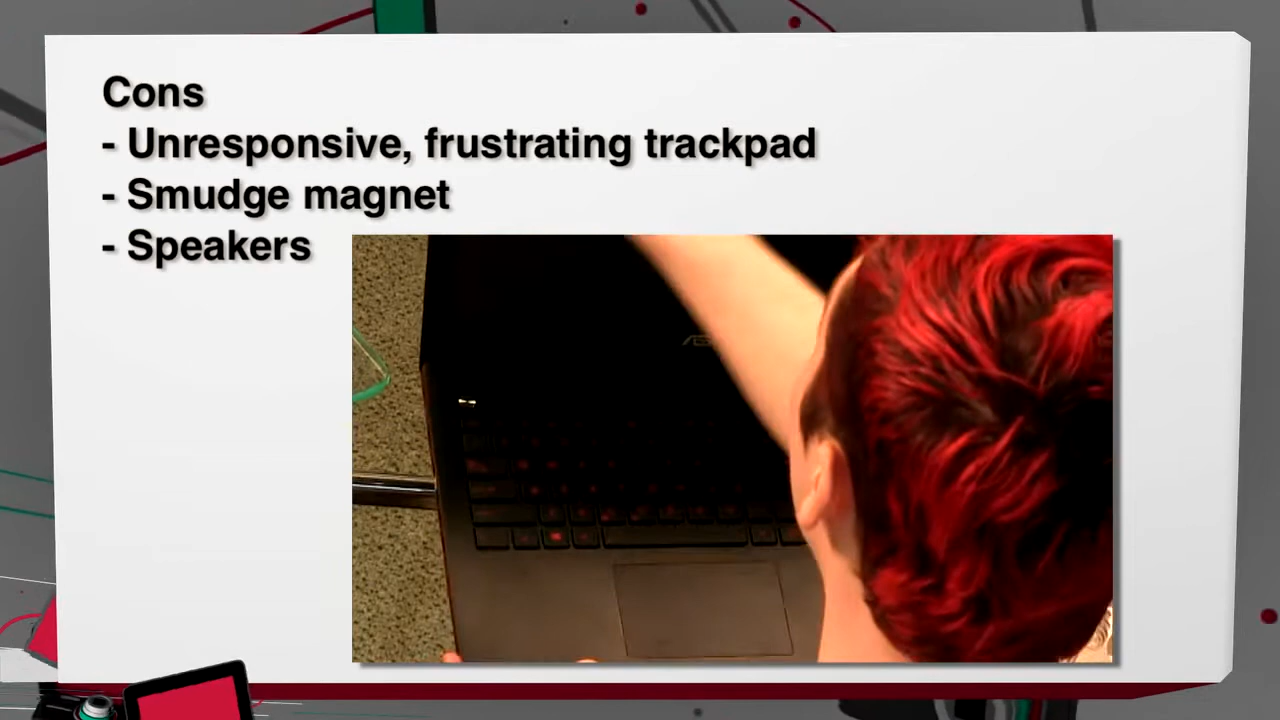 Cons
- Unresponsive, frustrating trackpad
- Smudge magnet
- Speakers